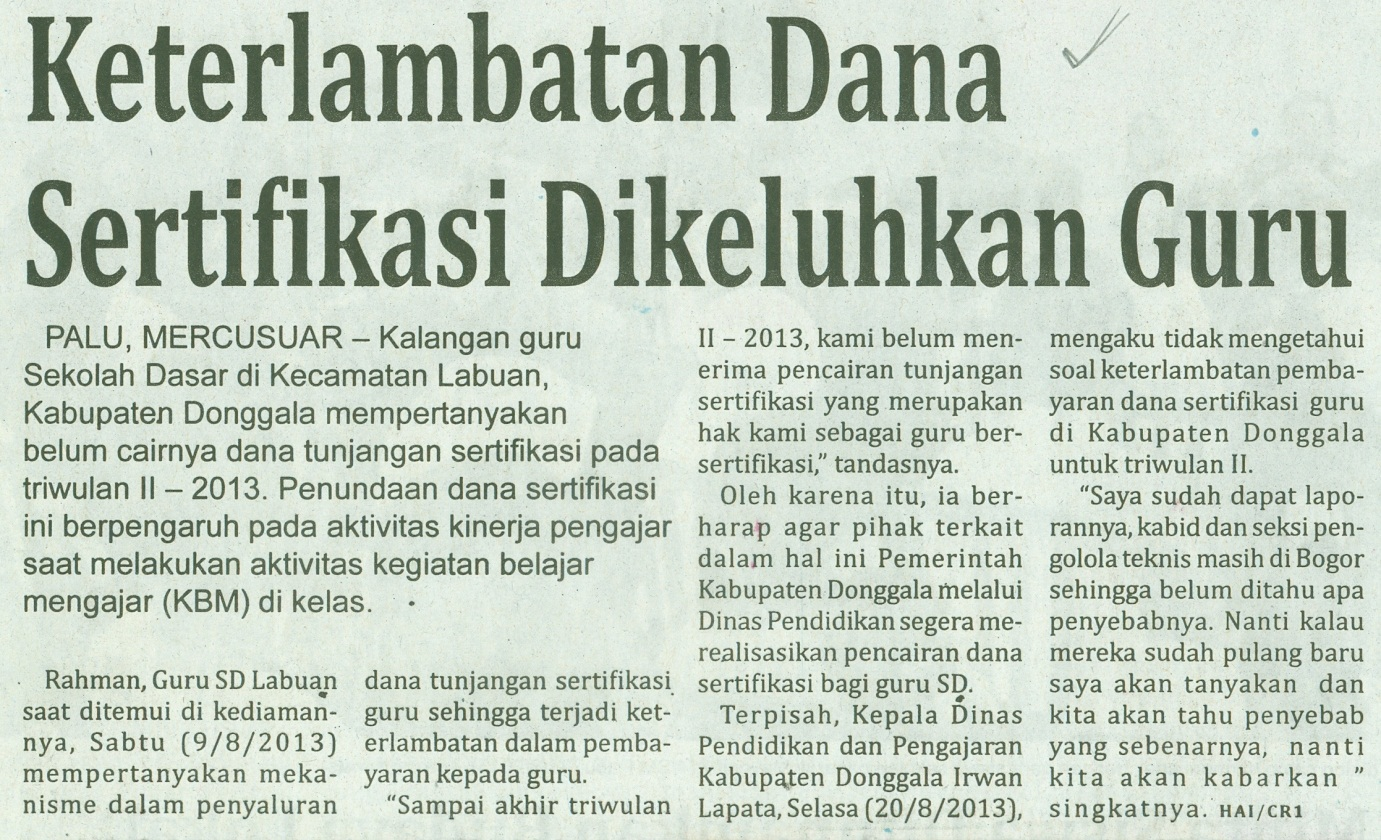 Keterlambatan Dana
Sertifikasi Dikeluhkan Guru
PALU, MERCUSUAR – Kalangan guru
Sekolah Dasar di Kecamatan Labuan,
Kabupaten Donggala mempertanyakan
belum cairnya dana tunjangan sertifikasi pada
triwulan II – 2013. Penundaan dana sertifikasi
ini berpengaruh pada aktivitas kinerja pengajar
saat melakukan aktivitas kegiatan belajar
mengajar (KBM) di kelas.
Rahman, Guru SD Labuan
saat ditemui di kediaman-
nya, Sabtu (9/8/2013)
mempertanyakan meka-
nisme dalam penyaluran
dana tunjangan sertifikasi
guru sehingga terjadi ket-
erlambatan dalam pemba-
yaran kepada guru.
“Sampai akhir triwulan
II – 2013, kami belum men-
erima pencairan tunjangan
sertifikasi yang merupakan
hak kami sebagai guru ber-
sertifikasi,” tandasnya.
Oleh karena itu, ia ber-
harap agar pihak terkait
dalam hal ini Pemerintah
Kabupaten Donggala melalui
Dinas Pendidikan segera me-
realisasikan pencairan dana
sertifikasi bagi guru SD.
Terpisah, Kepala Dinas
Pendidikan dan Pengajaran
Kabupaten Donggala Irwan
Lapata, Selasa (20/8/2013),
mengaku tidak mengetahui
soal keterlambatan pemba-
yaran dana sertifikasi guru
di Kabupaten Donggala
untuk triwulan II.
“Saya sudah dapat lapo-
rannya, kabid dan seksi pen-
golola teknis masih di Bogor
sehingga belum ditahu apa
penyebabnya. Nanti kalau
mereka sudah pulang baru
saya akan tanyakan dan
kita akan tahu penyebab
yang sebenarnya, nanti
kita akan kabarkan ”
singkatnya. HAI/CR1